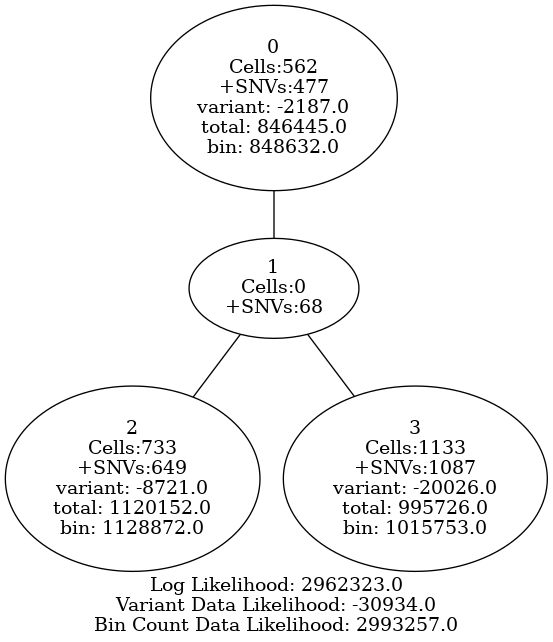 0
Cells:562
+SNVs:477
variant: -2187.0
total: 846445.0
bin: 848632.0
1
Cells:0
+SNVs:68
2
Cells:733
+SNVs:649
variant: -8721.0
total: 1120152.0
bin: 1128872.0
3
Cells:1133
+SNVs:1087
variant: -20026.0
total: 995726.0
bin: 1015753.0
Log Likelihood: 2962323.0
Variant Data Likelihood: -30934.0
Bin Count Data Likelihood: 2993257.0